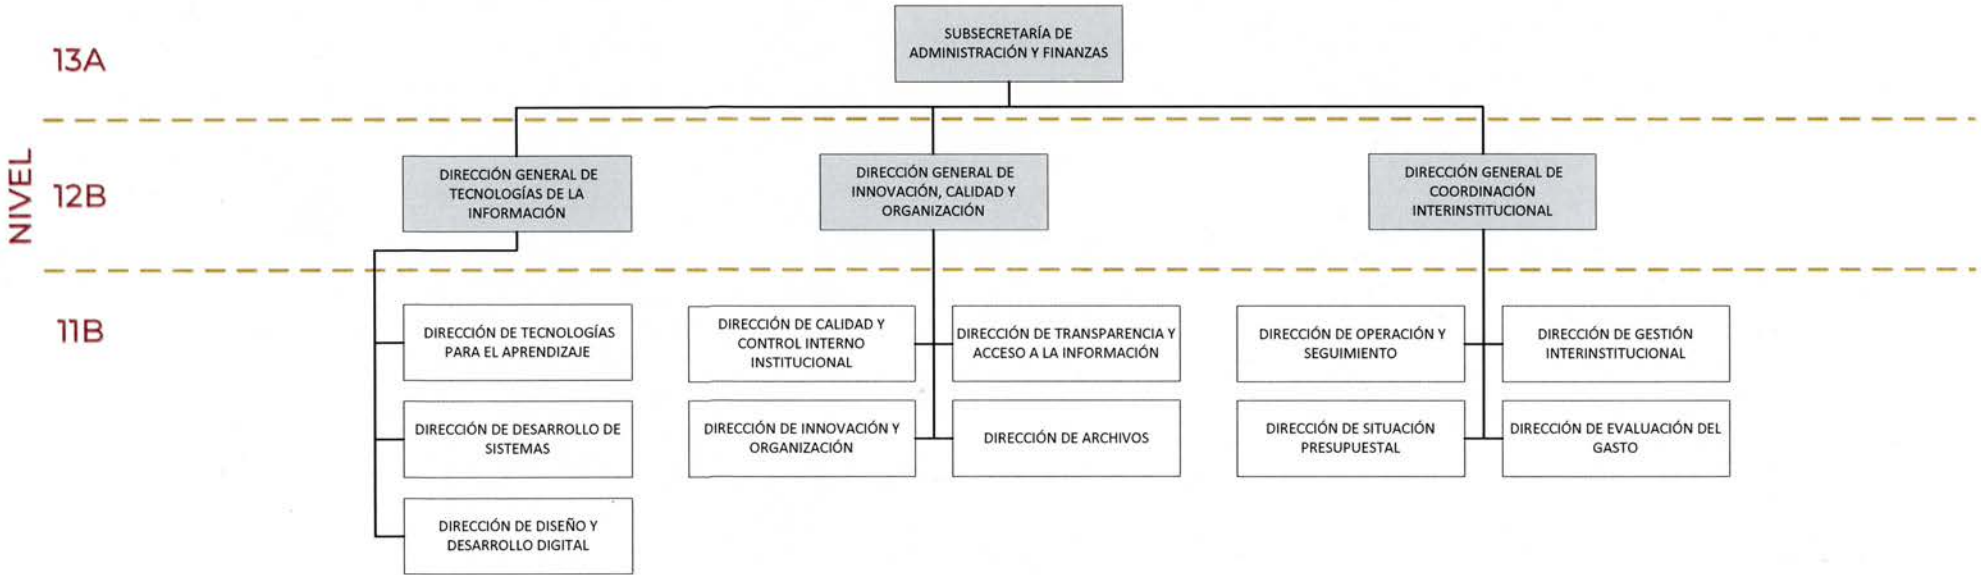 NIVEL
13A
SUBSECRETARÍA DE
ADMINISTRACIÓN Y FINANZAS
12B
DIRECCIÓN GENERAL DE
TECNOLOGÍAS DE LA
INFORMACIÓN
DIRECCIÓN GENERAL DE
INNOVACIÓN, CALIDAD Y
ORGANIZACIÓN
DIRECCIÓN GENERAL DE
COORDINACIÓN
INTERINSTITUCIONAL
11B
DIRECCIÓN DE TECNOLOGÍAS
PARA EL APRENDIZAJE
DIRECCIÓN DE CALIDAD Y
CONTROL INTERNO
INSTITUCIONAL
DIRECCIÓN DE TRANSPARENCIA Y
ACCESO A LA INFORMACIÓN
DIRECCIÓN DE OPERACIÓN Y
SEGUIMIENTO
DIRECCIÓN DE GESTIÓN
INTERINSTITUCIONAL
DIRECCIÓN DE DESARROLLO DE
SISTEMAS
DIRECCIÓN DE INNOVACIÓN Y
ORGANIZACIÓN
DIRECCIÓN DE ARCHIVOS
DIRECCIÓN DE SITUACIÓN
PRESUPUESTAL
DIRECCIÓN DE EVALUACIÓN DEL
GASTO
DIRECCIÓN DE DISEÑO Y
DESARROLLO DIGITAL